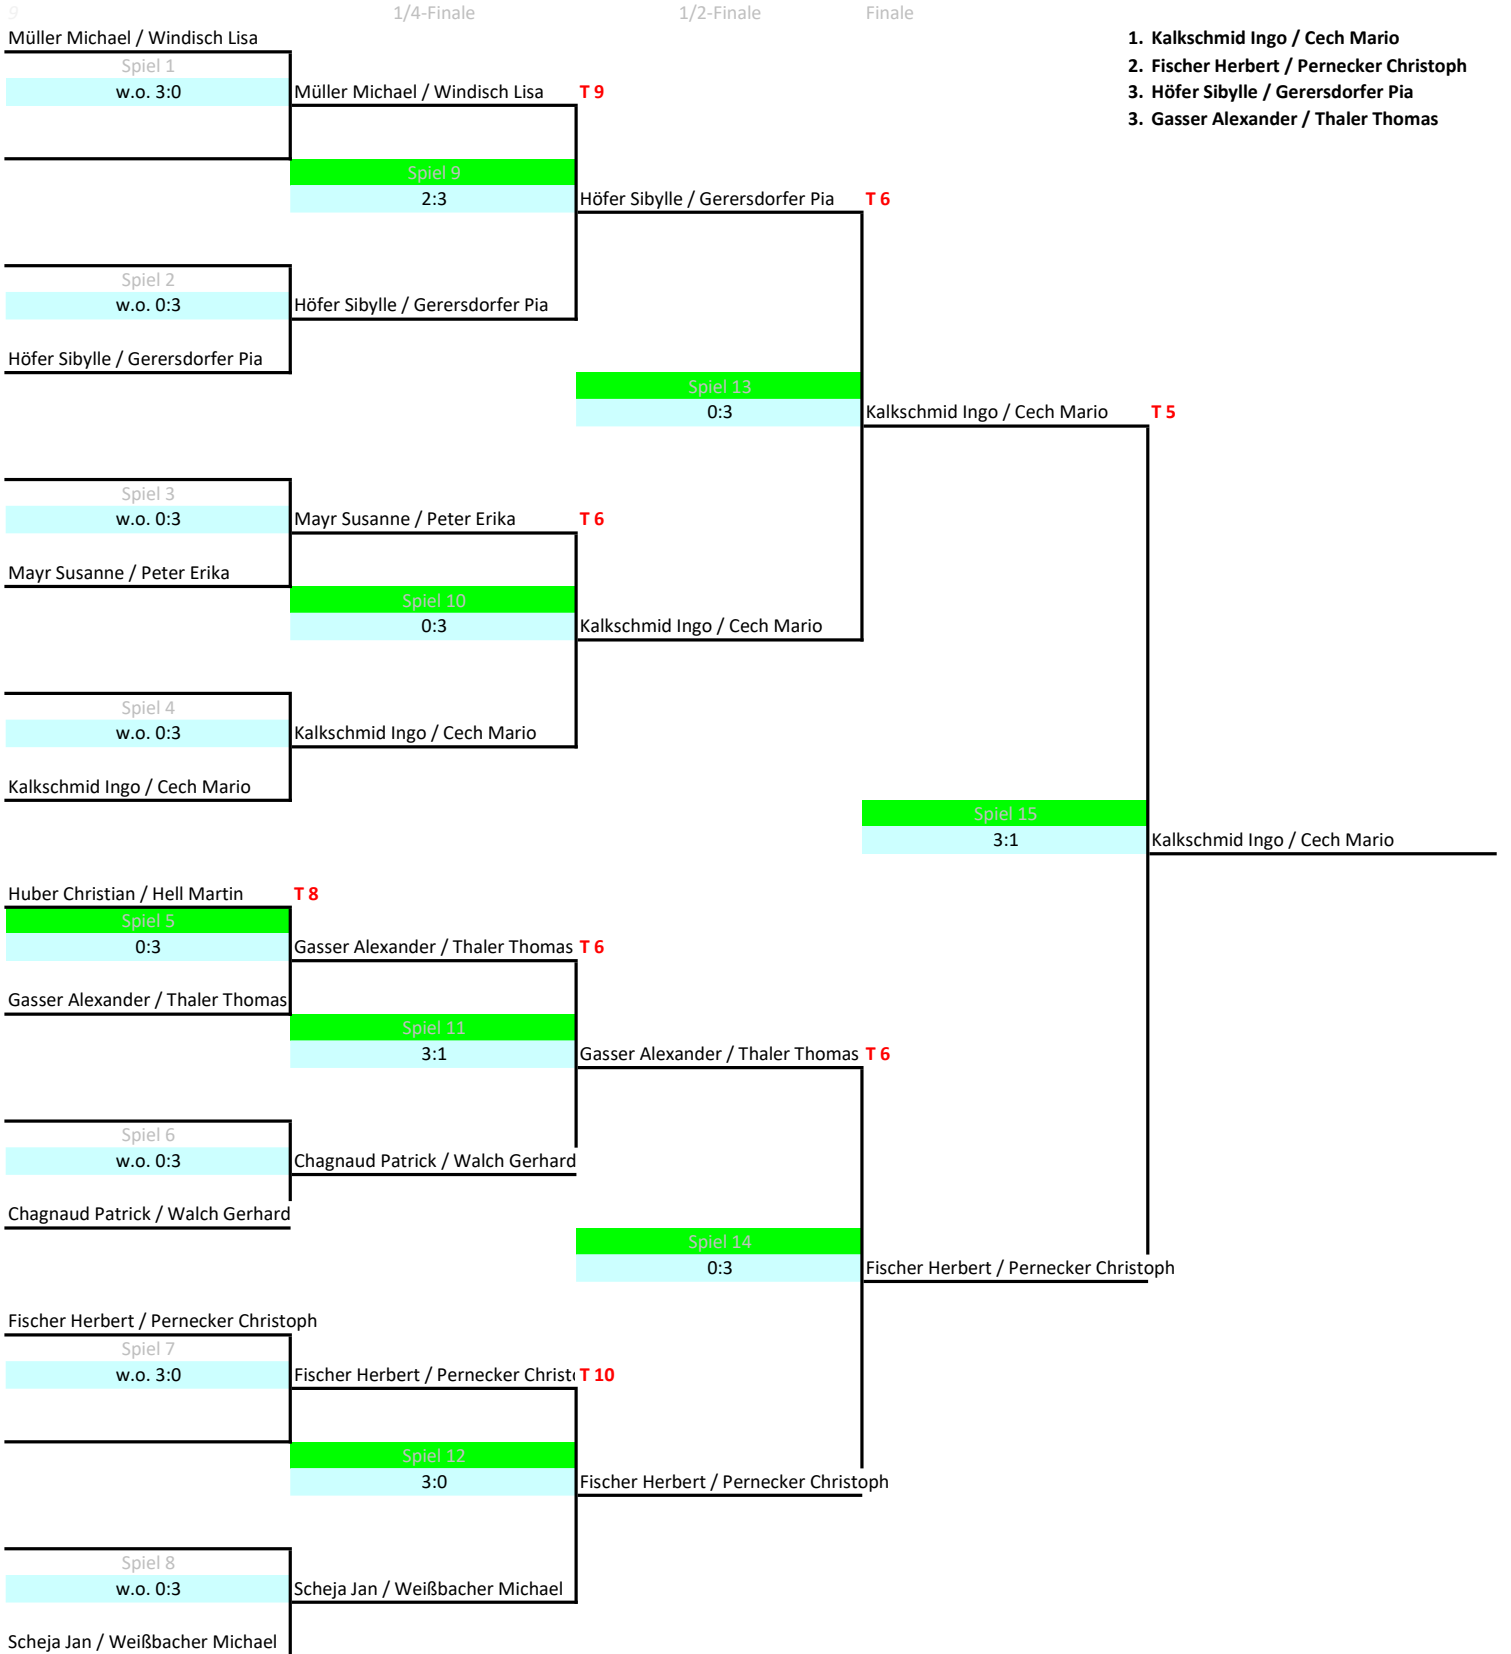 9 1/4-Finale 1/2-Finale Finale
Müller Michael / Windisch Lisa 1. Kalkschmid Ingo / Cech Mario
Spiel 1 2. Fischer Herbert / Pernecker Christoph
w.o. 3:0 Müller Michael / Windisch Lisa T 9 3. Höfer Sibylle / Gerersdorfer Pia
3. Gasser Alexander / Thaler Thomas
Spiel 9
2:3 Höfer Sibylle / Gerersdorfer Pia T 6
Spiel 2
w.o. 0:3 Höfer Sibylle / Gerersdorfer Pia
Höfer Sibylle / Gerersdorfer Pia
Spiel 13
0:3 Kalkschmid Ingo / Cech Mario T 5
Spiel 3
w.o. 0:3 Mayr Susanne / Peter Erika T 6
Mayr Susanne / Peter Erika
Spiel 10
0:3 Kalkschmid Ingo / Cech Mario
Spiel 4
w.o. 0:3 Kalkschmid Ingo / Cech Mario
Kalkschmid Ingo / Cech Mario
Spiel 15
3:1 Kalkschmid Ingo / Cech Mario
Huber Christian / Hell Martin T 8
Spiel 5
0:3 Gasser Alexander / Thaler Thomas T 6
Gasser Alexander / Thaler Thomas
Spiel 11
3:1 Gasser Alexander / Thaler Thomas T 6
Spiel 6
w.o. 0:3 Chagnaud Patrick / Walch Gerhard
Chagnaud Patrick / Walch Gerhard
Spiel 14
0:3 Fischer Herbert / Pernecker Christoph
Fischer Herbert / Pernecker Christoph
Spiel 7
w.o. 3:0 Fischer Herbert / Pernecker Christo T 10
Spiel 12
3:0 Fischer Herbert / Pernecker Christoph
Spiel 8
w.o. 0:3 Scheja Jan / Weißbacher Michael
Scheja Jan / Weißbacher Michael